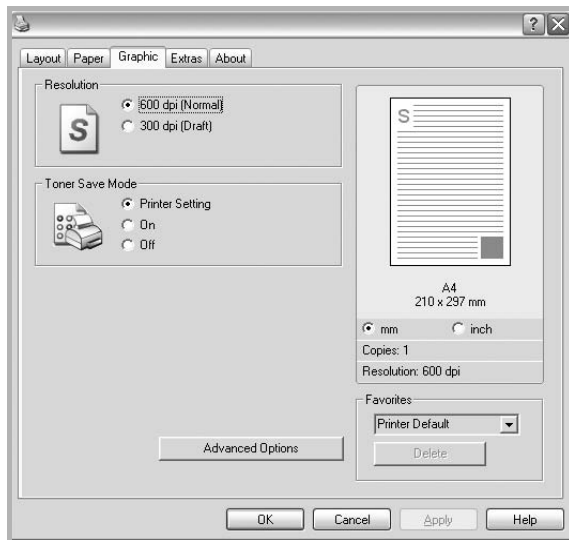 Layout Paper Graphic Extras About
Resolution
600 dpi (Normal)
300 dpi (Draft)
S
Toner Save Mode
Printer Setting
On
Off
Advanced Options
S
A4
210 x 297 mm
mm inch
Copies: 1
Resolution: 600 dpi
Favorites
Printer Default
Delete
OK Cancel Apply Help